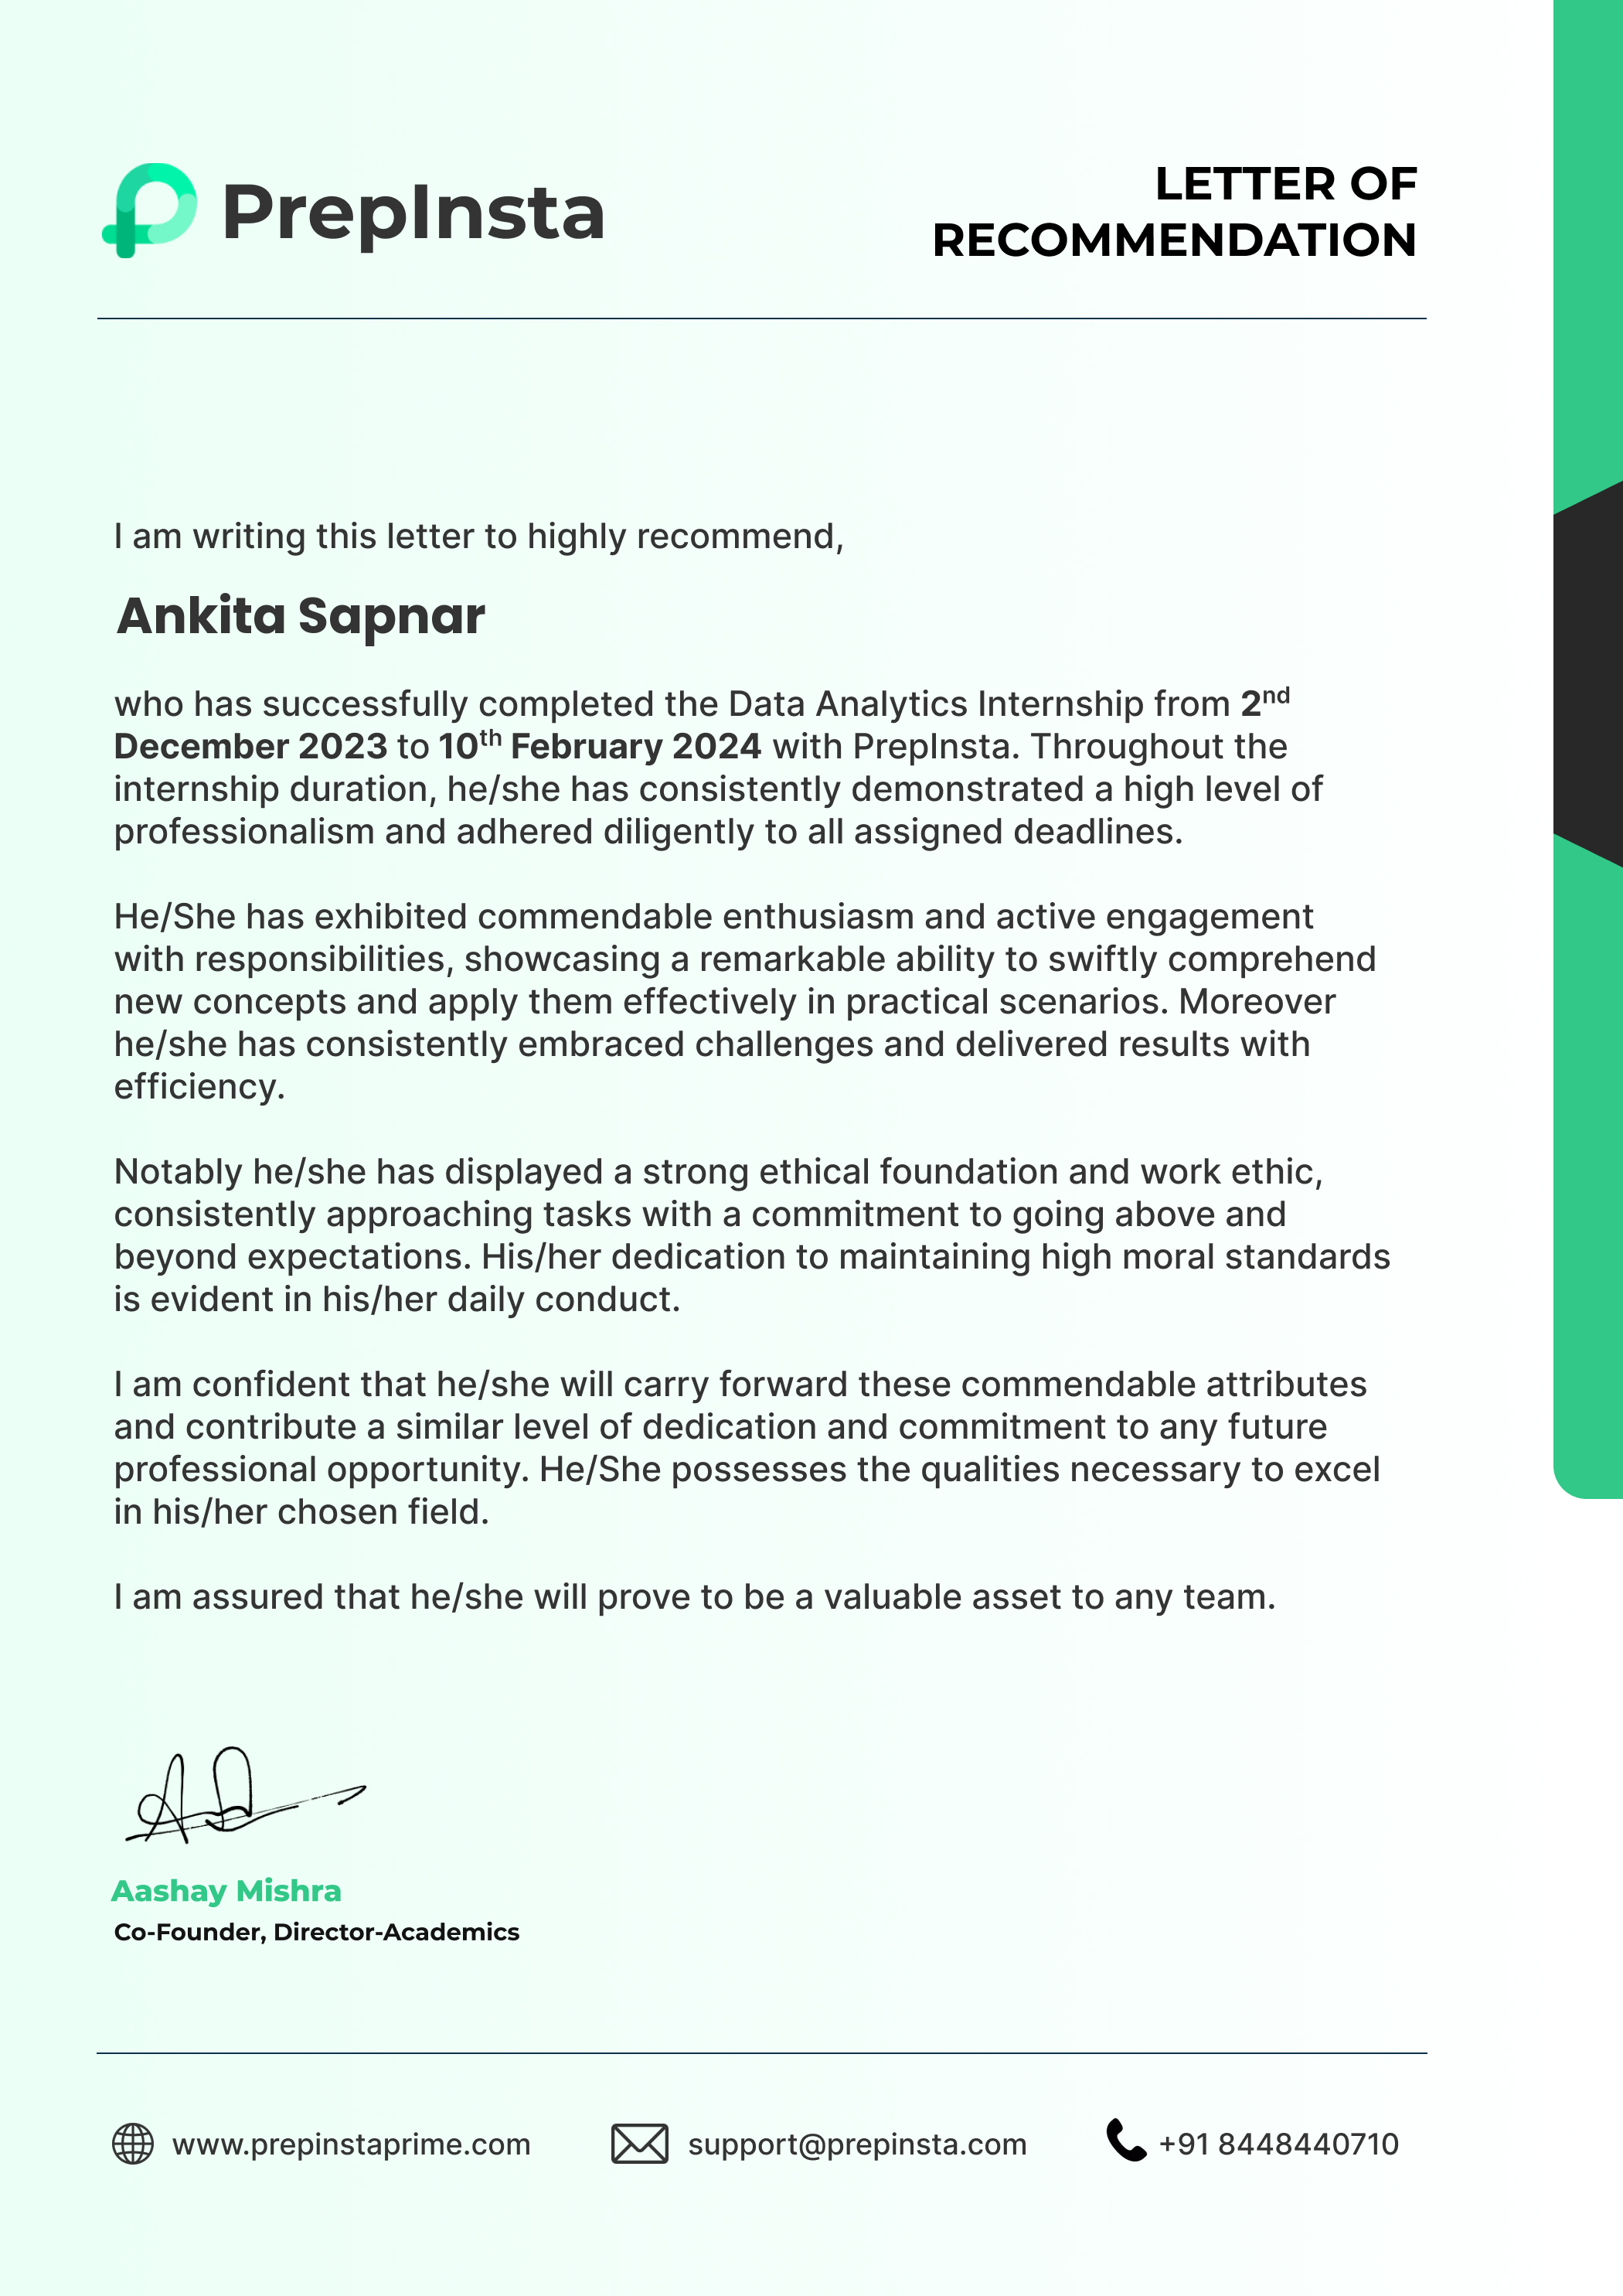 PrepInsta
LETTER OF
RECOMMENDATION
I am writing this letter to highly recommend,
Ankita Sapnar
who has successfully completed the Data Analytics Internship from 2nd
December 2023 to 10th February 2024 with PrepInsta. Throughout the
internship duration, he/she has consistently demonstrated a high level of
professionalism and adhered diligently to all assigned deadlines.
He/She has exhibited commendable enthusiasm and active engagement
with responsibilities, showcasing a remarkable ability to swiftly comprehend
new concepts and apply them effectively in practical scenarios. Moreover
he/she has consistently embraced challenges and delivered results with
efficiency.
Notably he/she has displayed a strong ethical foundation and work ethic,
consistently approaching tasks with a commitment to going above and
beyond expectations. His/her dedication to maintaining high moral standards
is evident in his/her daily conduct.
I am confident that he/she will carry forward these commendable attributes
and contribute a similar level of dedication and commitment to any future
professional opportunity. He/She possesses the qualities necessary to excel
in his/her chosen field.
I am assured that he/she will prove to be a valuable asset to any team.
Aashay Mishra
Co-Founder, Director-Academics
www.prepinstaprime.com
support@prepinsta.com
+91 8448440710